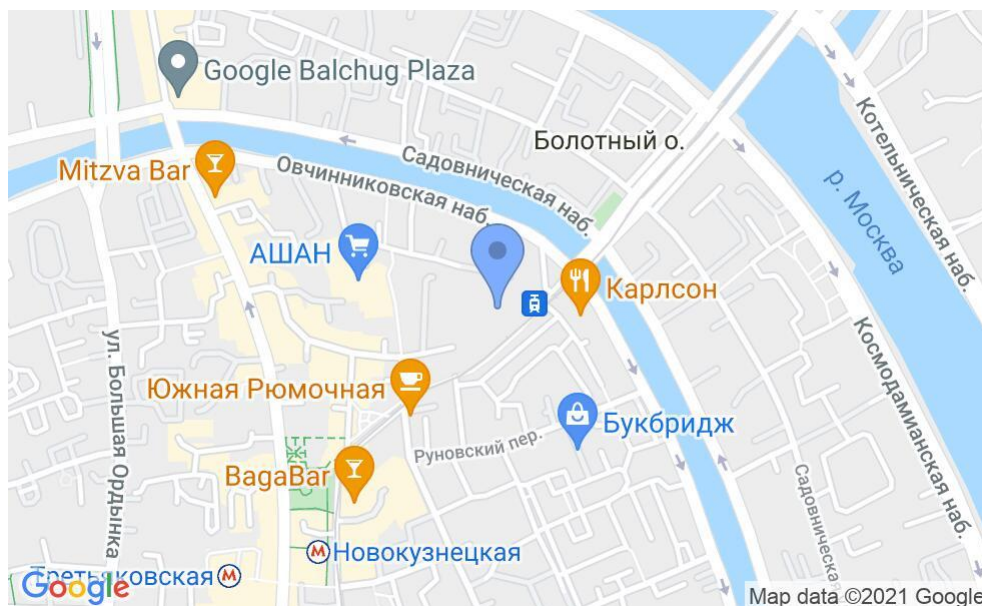 Google Balchug Plaza
Болотный о.
Котельническая наб.
Mitzva Bar
Овчинниковская наб.
Садовническая наб.
р. Москва
АШАН
Карлсон
Космодамианская наб.
ул. Большая Ордынка
Южная Рюмочная
Букбридж
Руновский пер.
BagaBar
Садовническая
Новокузнецкая
Третьяковская
Google
Map data ©2021 Google